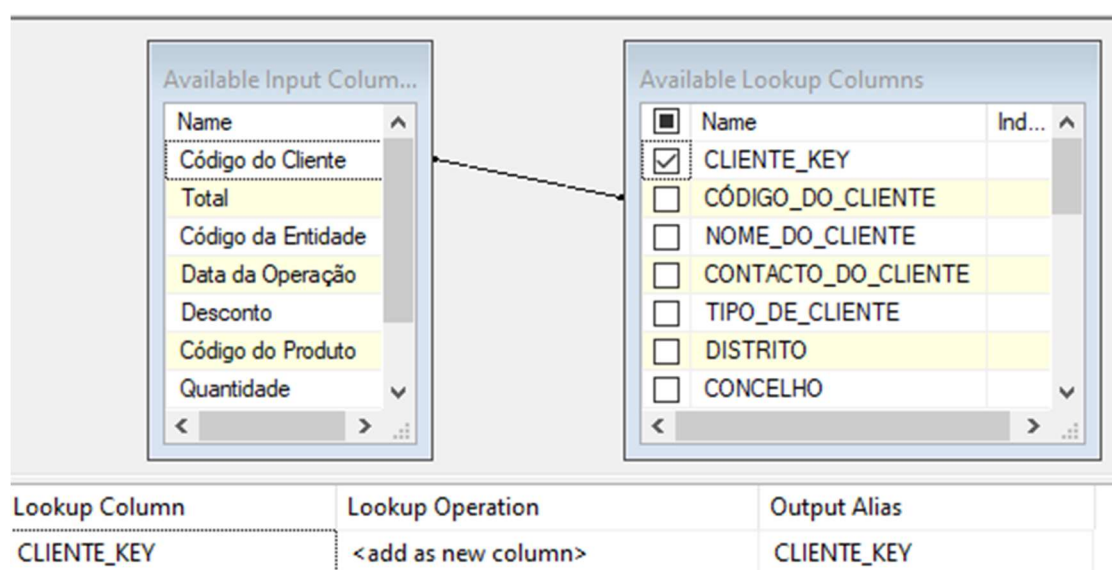 Available Input Colum...
Name
Código do Cliente
Total
Código da Entidade
Data da Operação
Desconto
Código do Produto
Quantidade
Available Lookup Columns
Name Ind...
CLIENTE_KEY
CÓDIGO_DO_CLIENTE
NOME_DO_CLIENTE
CONTACTO_DO_CLIENTE
TIPO_DE_CLIENTE
DISTRITO
CONCELHO
Lookup Column Lookup Operation Output Alias
CLIENTE_KEY <add as new column> CLIENTE_KEY